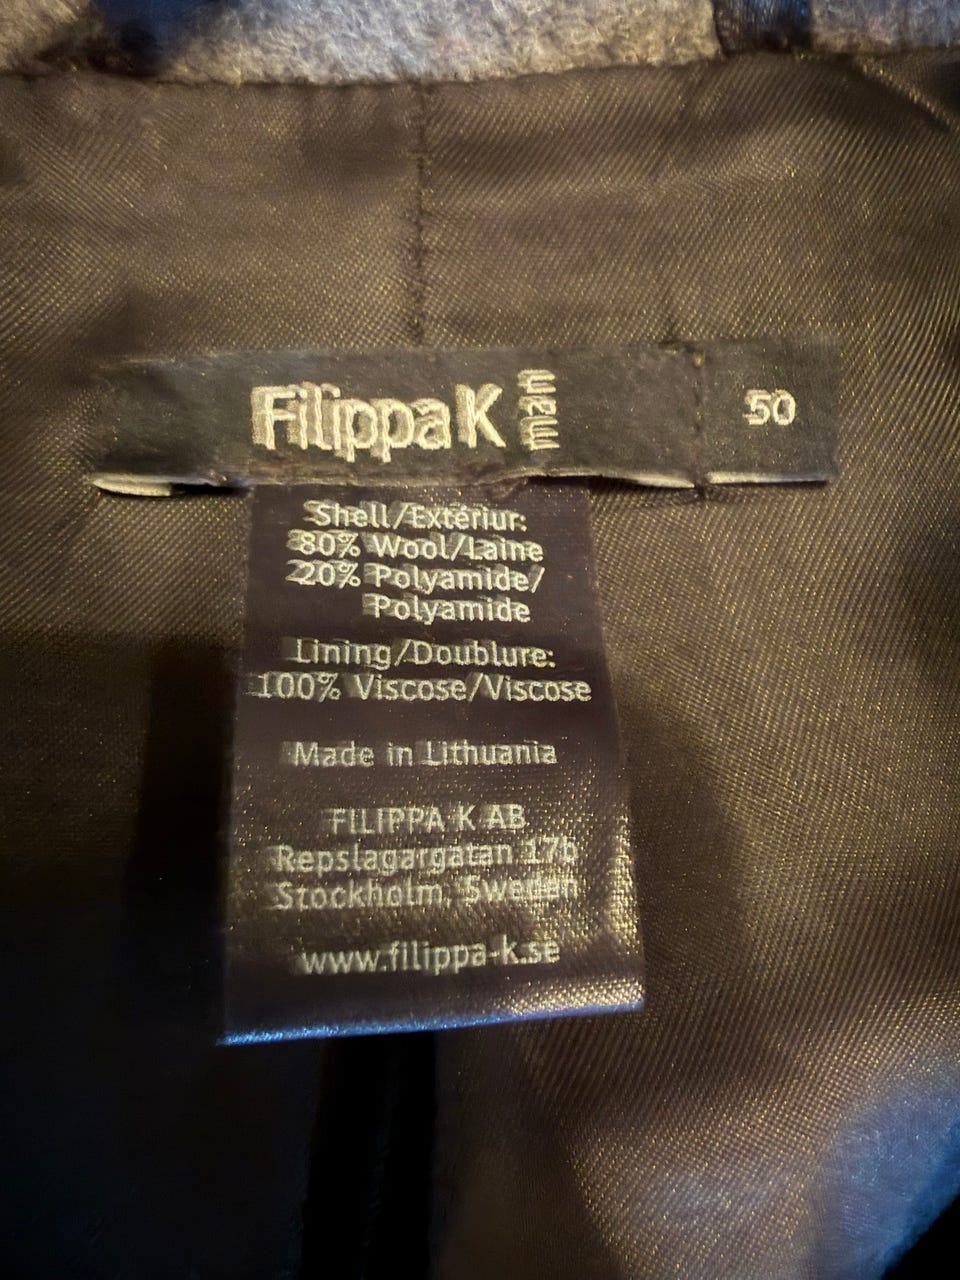 Filippa K man 50
Shell/Extériur:
80% Wool/Laine
20% Polyamide/
Polyamide
Lining/Doublure:
100% Viscose/Viscose
Made in Lithuania
FILIPPA K AB
Repslagargatan 17b
Stockholm, Sweden
www.filippa-k.se